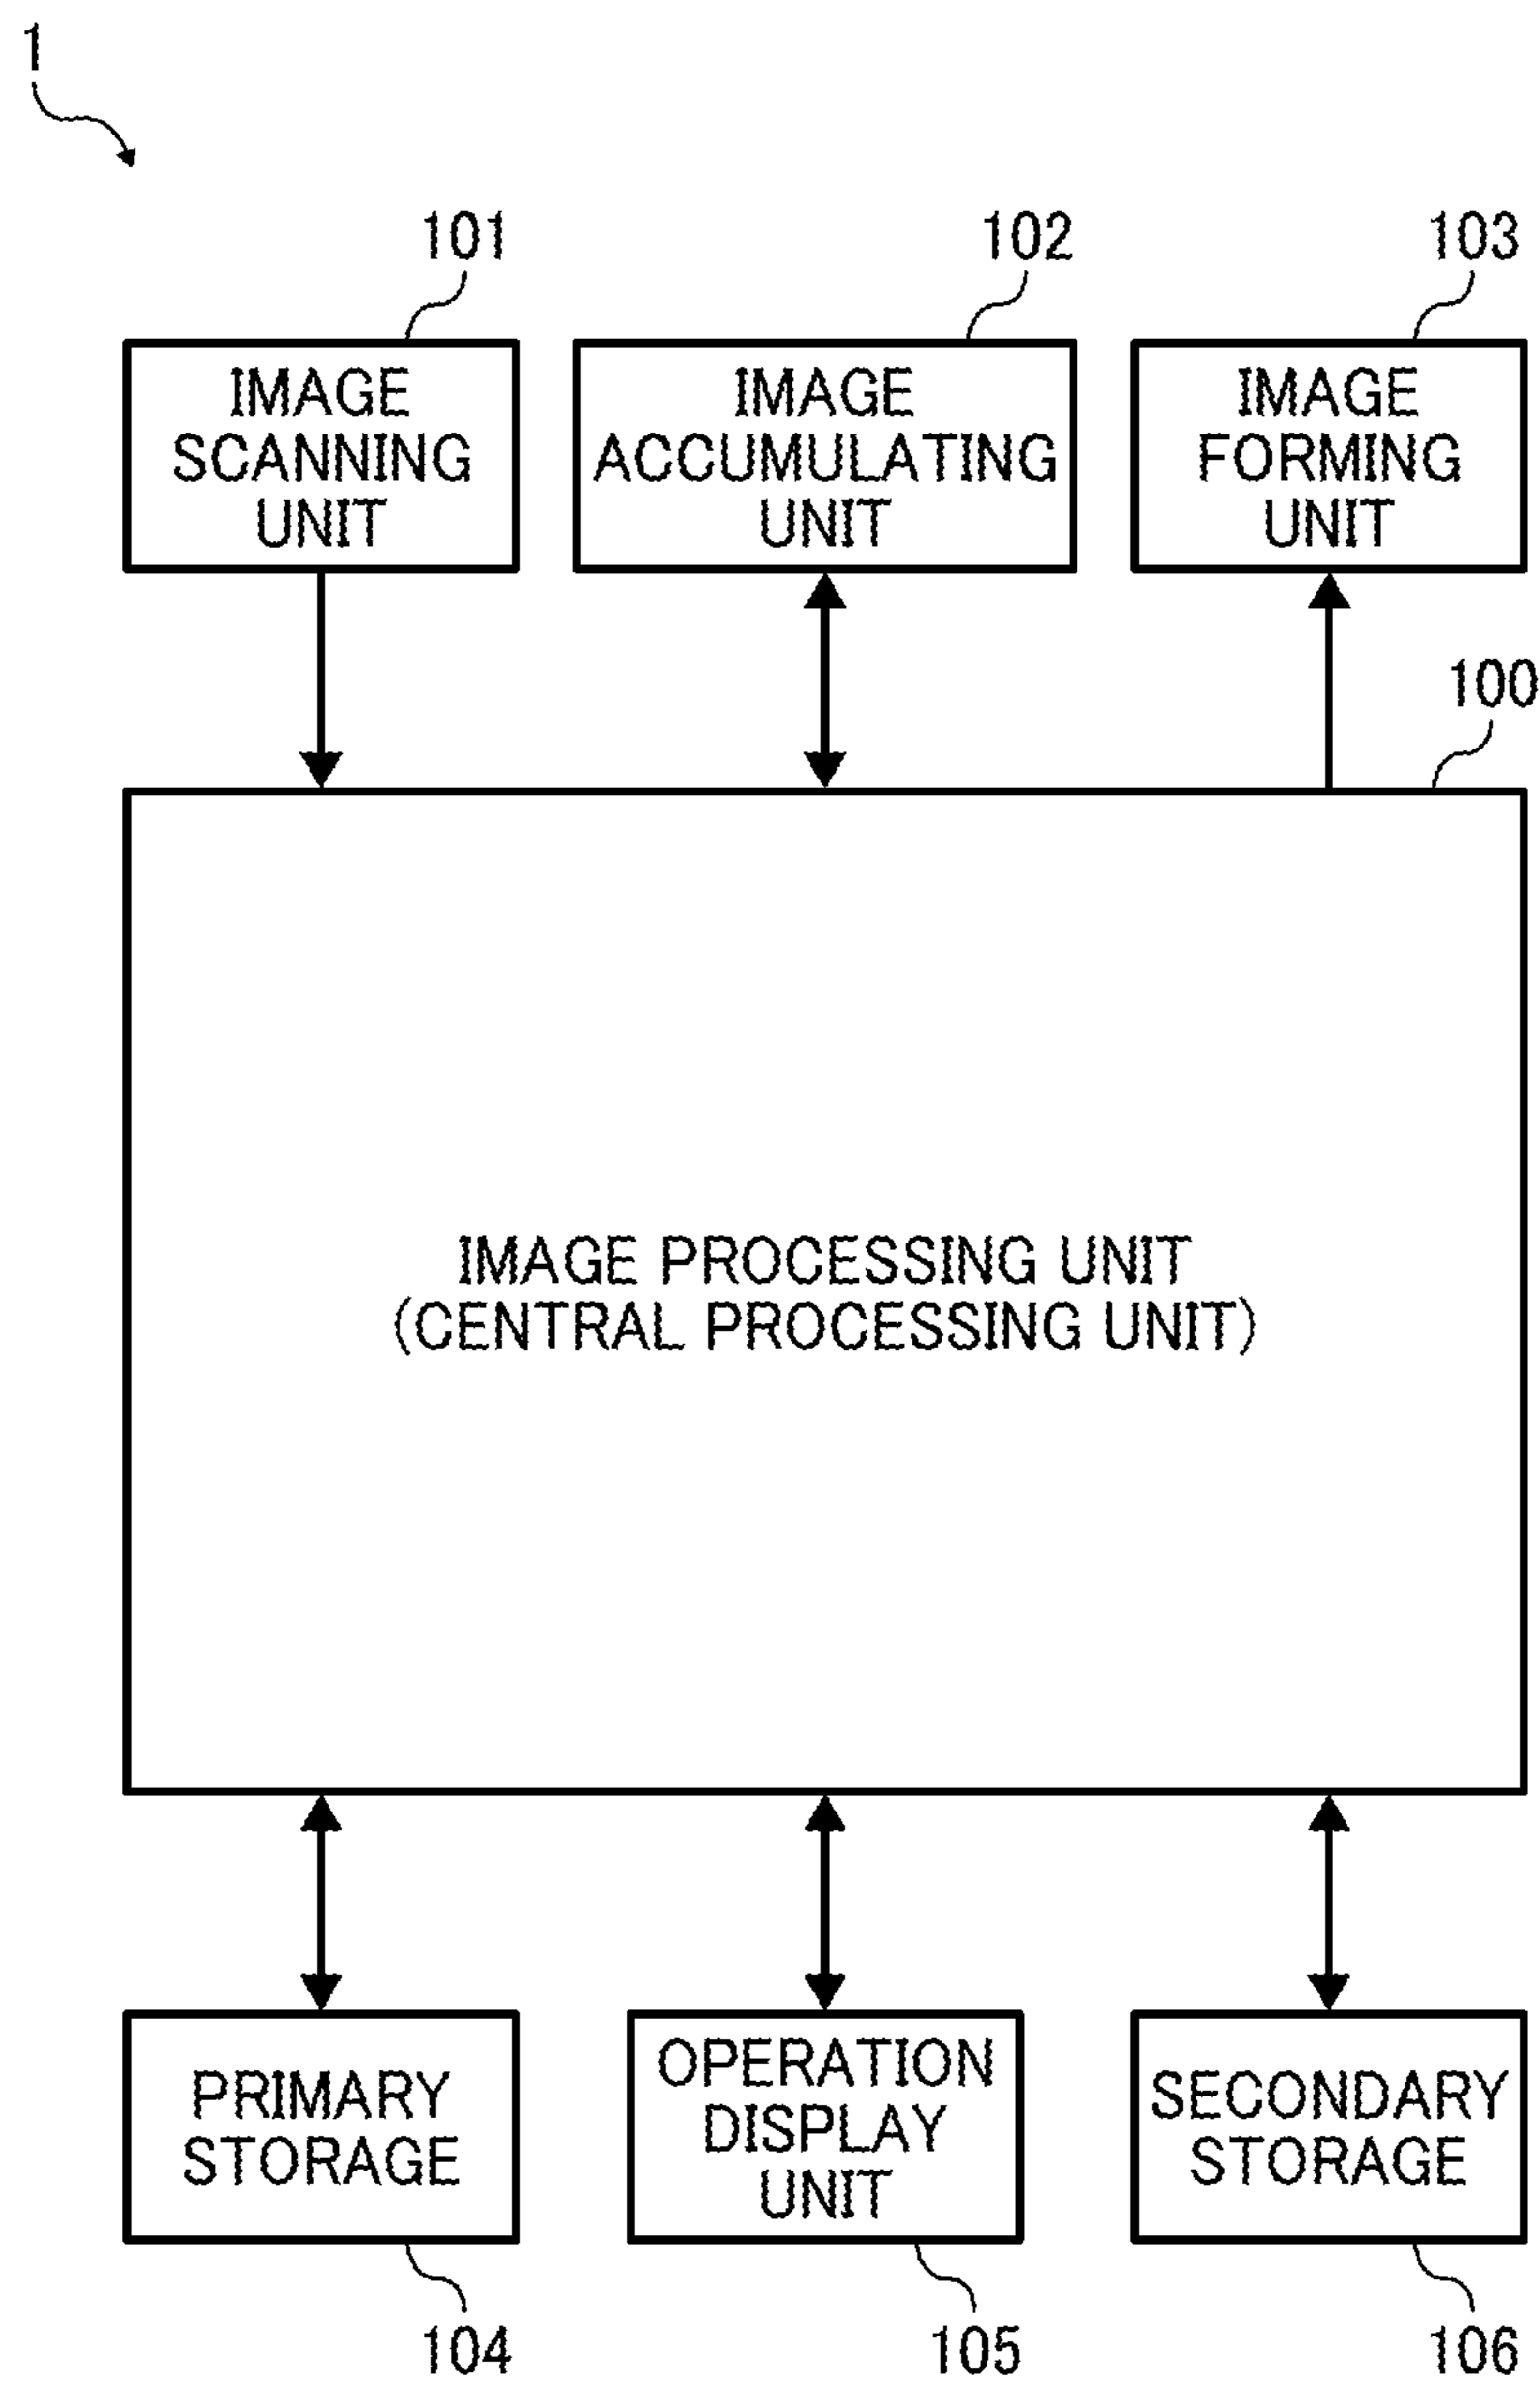 1
101
102
103
IMAGE
SCANNING
UNIT
IMAGE
ACCUMULATING
UNIT
IMAGE
FORMING
UNIT
100
IMAGE PROCESSING UNIT
(CENTRAL PROCESSING UNIT)
PRIMARY
STORAGE
OPERATION
DISPLAY
UNIT
SECONDARY
STORAGE
104
105
106